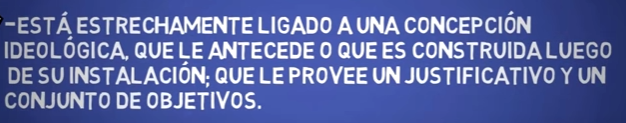 -ESTÁ ESTRECHAMENTE LIGADO A UNA CONCEPCIÓN
IDEOLÓGICA, QUE LE ANTECEDE O QUE ES CONSTRUIDA LUEGO
DE SU INSTALACIÓN; QUE LE PROVEE UN JUSTIFICATIVO Y UN
CONJUNTO DE OBJETIVOS.